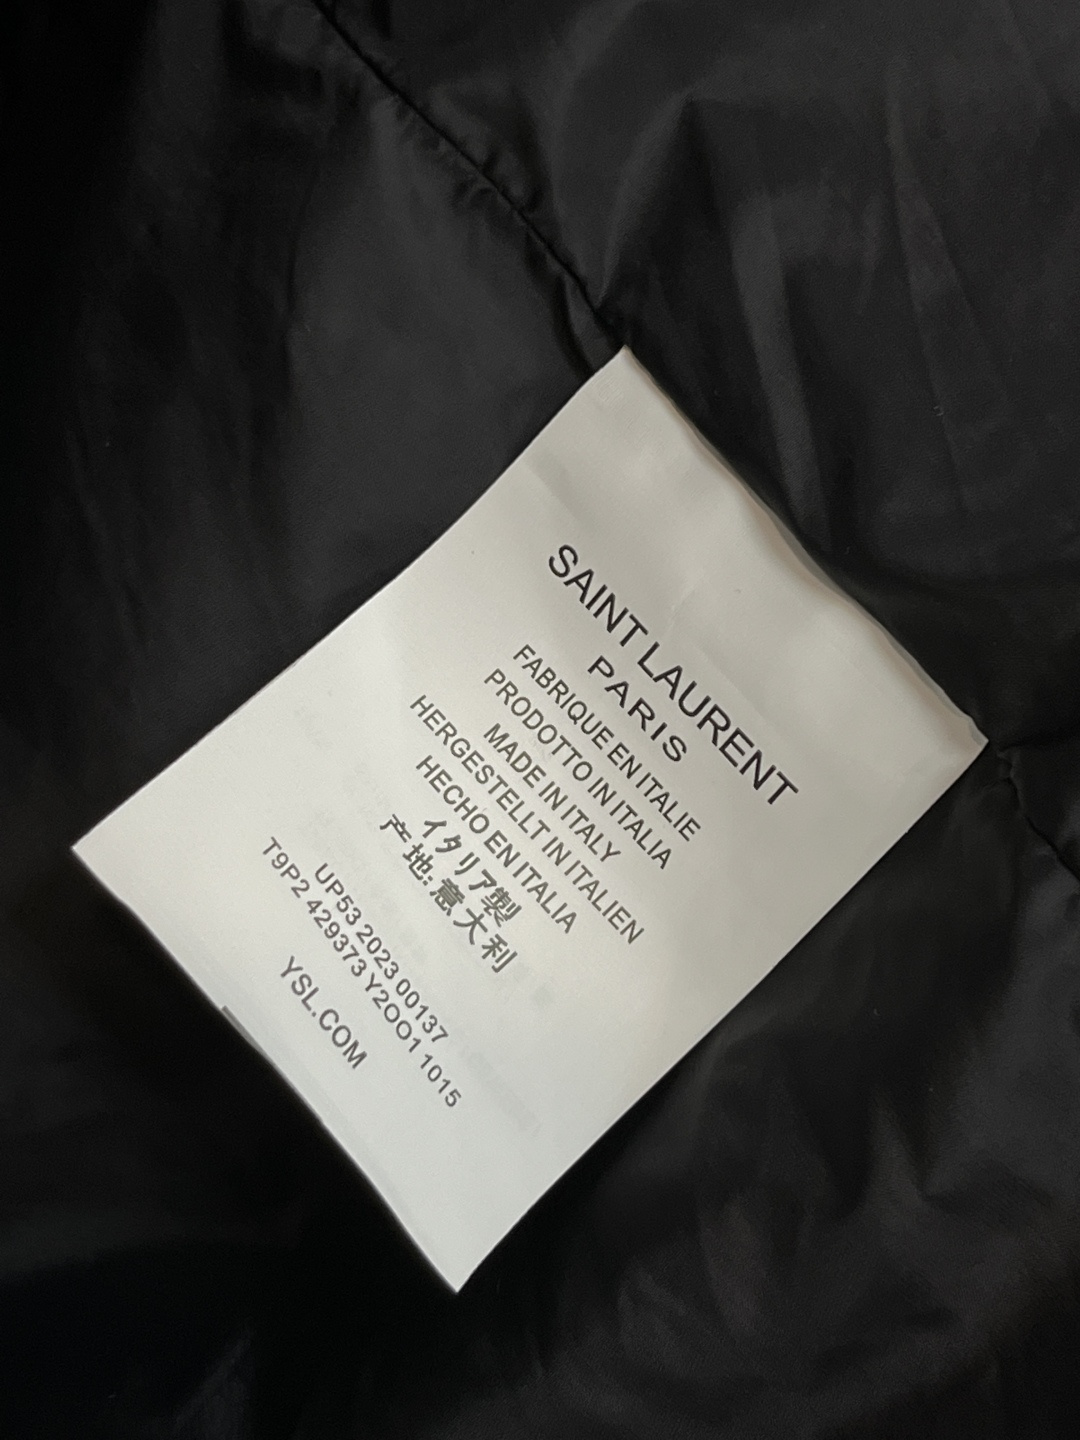 SAINT LAURENT
PARIS
FABRIQUE EN ITALIE
PRODOTTO IN ITALIA
MADE IN ITALY
HERGESTELLT IN ITALIEN
HECHO EN ITALIA
イタリア製
产地:意大利
UP53 2023 00137
T9P2 429373 Y2OO1 1015
YSL.COM